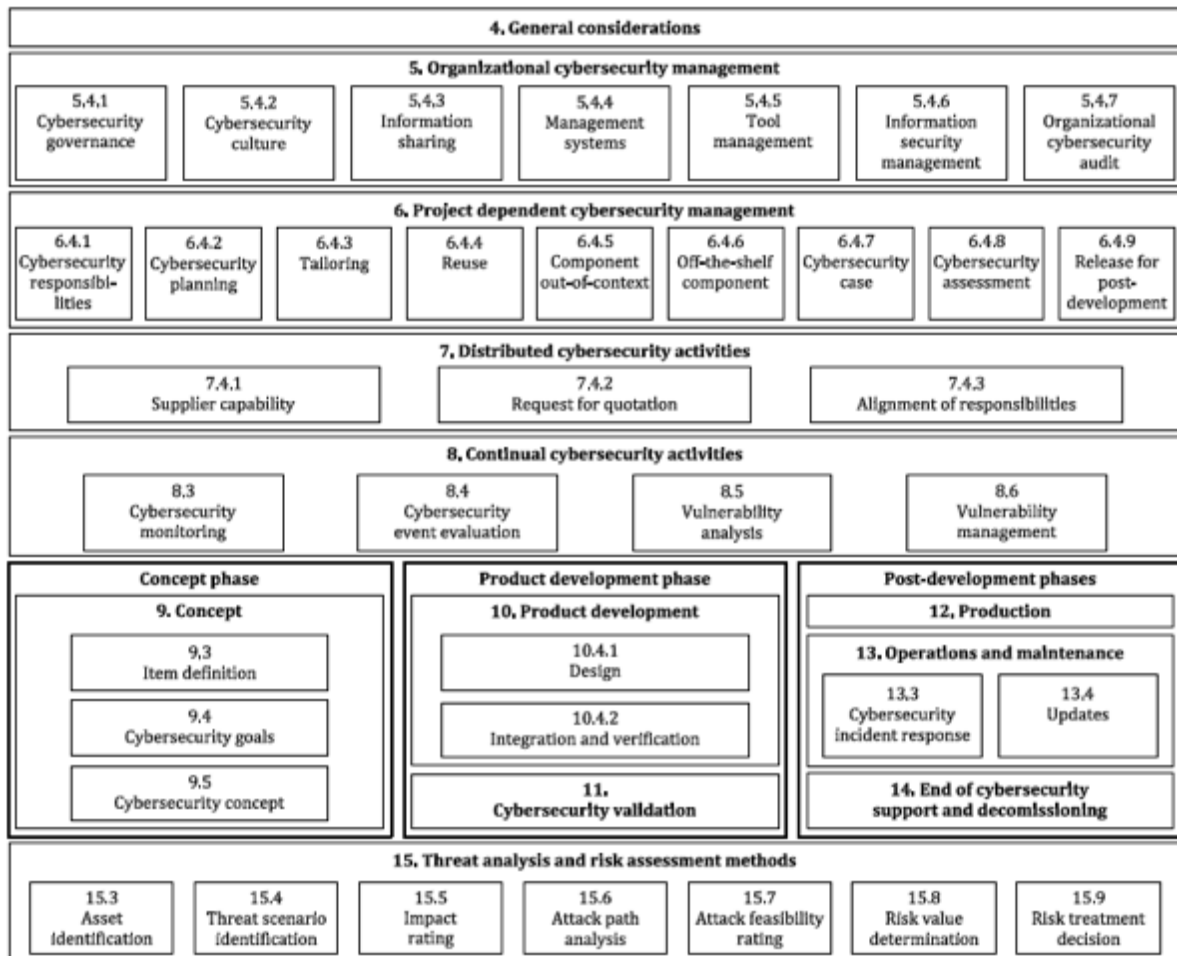 4. General considerations
5. Organizational cybersecurity management
5.4.1
Cybersecurity
governance
5.4.2
Cybersecurity
culture
5.4.3
Information
sharing
5.4.4
Management
systems
5.4.5
Tool
management
5.4.6
Information
security
management
5.4.7
Organizational
cybersecurity
audit
6. Project dependent cybersecurity management
6.4.1
Cybersecurity
responsibi-
lities
6.4.2
Cybersecurity
planning
6.4.3
Tailoring
6.4.4
Reuse
6.4.5
Component
out-of-context
6.4.6
Off-the-shelf
component
6.4.7
Cybersecurity
case
6.4.8
Cybersecurity
assessment
6.4.9
Release for
post-
development
7. Distributed cybersecurity activities
7.4.1
Supplier capability
7.4.2
Request for quotation
7.4.3
Alignment of responsibilities
8. Continual cybersecurity activities
8.3
Cybersecurity
monitoring
8.4
Cybersecurity
event evaluation
8.5
Vulnerability
analysis
8.6
Vulnerability
management
Concept phase
9. Concept
9.3
Item definition
9.4
Cybersecurity goals
9.5
Cybersecurity concept
Product development phase
10. Product development
10.4.1
Design
10.4.2
Integration and verification
11.
Cybersecurity validation
Post-development phases
12. Production
13. Operations and maintenance
13.3
Cybersecurity
incident response
13.4
Updates
14. End of cybersecurity
support and decomissioning
15. Threat analysis and risk assessment methods
15.3
Asset
identification
15.4
Threat scenario
identification
15.5
Impact
rating
15.6
Attack path
analysis
15.7
Attack feasibility
rating
15.8
Risk value
determination
15.9
Risk treatment
decision